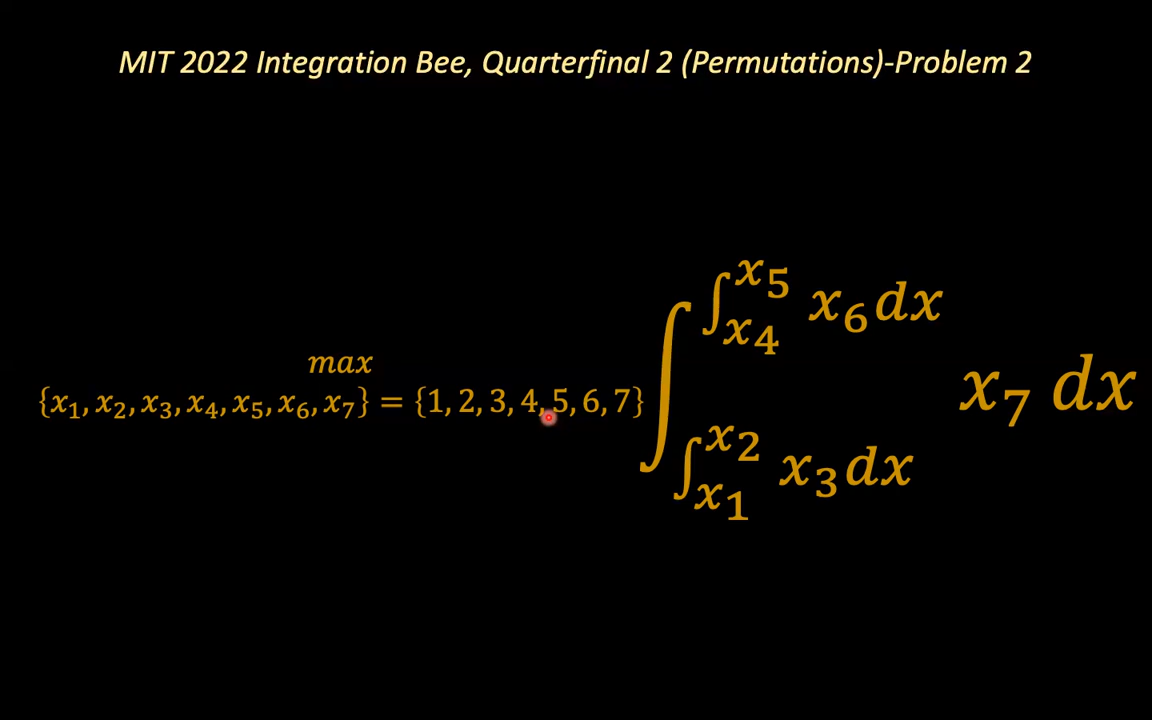 MIT 2022 Integration Bee, Quarterfinal 2 (Permutations)-Problem 2
max
{x₁, x₂, x₃, x₄, x₅, x₆, x₇} = {1, 2, 3, 4, 5, 6, 7}
∫_{∫_{x₁}^{x₂} x₃ dx}^{∫_{x₄}^{x₅} x₆ dx} x₇ dx